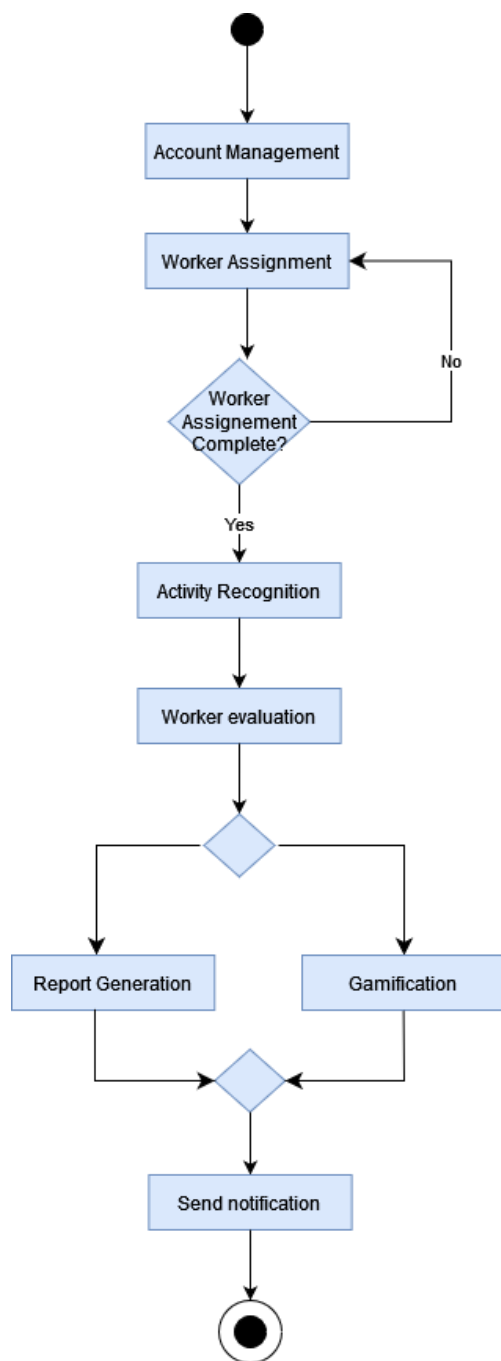 Account Management
Worker Assignment
No
Worker
Assignement
Complete?
Yes
Activity Recognition
Worker evaluation
Report Generation
Gamification
Send notification